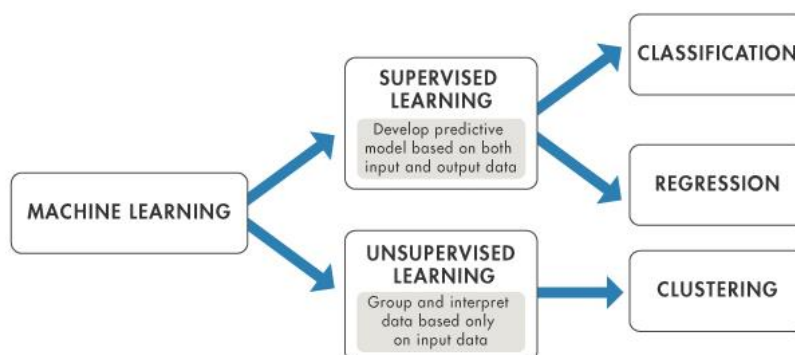 MACHINE LEARNING
SUPERVISED
LEARNING
Develop predictive
model based on both
input and output data
UNSUPERVISED
LEARNING
Group and interpret
data based only
on input data
CLASSIFICATION
REGRESSION
CLUSTERING